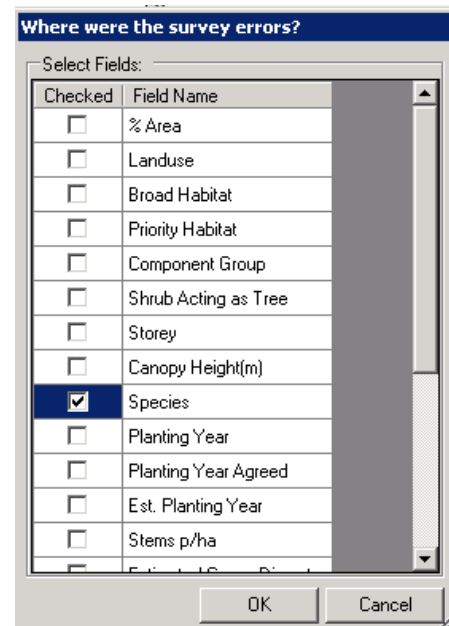 Where were the survey errors?
Select Fields:
Checked Field Name
% Area
Landuse
Broad Habitat
Priority Habitat
Component Group
Shrub Acting as Tree
Storey
Canopy Height(m)
Species
Planting Year
Planting Year Agreed
Est. Planting Year
Stems p/ha
OK Cancel